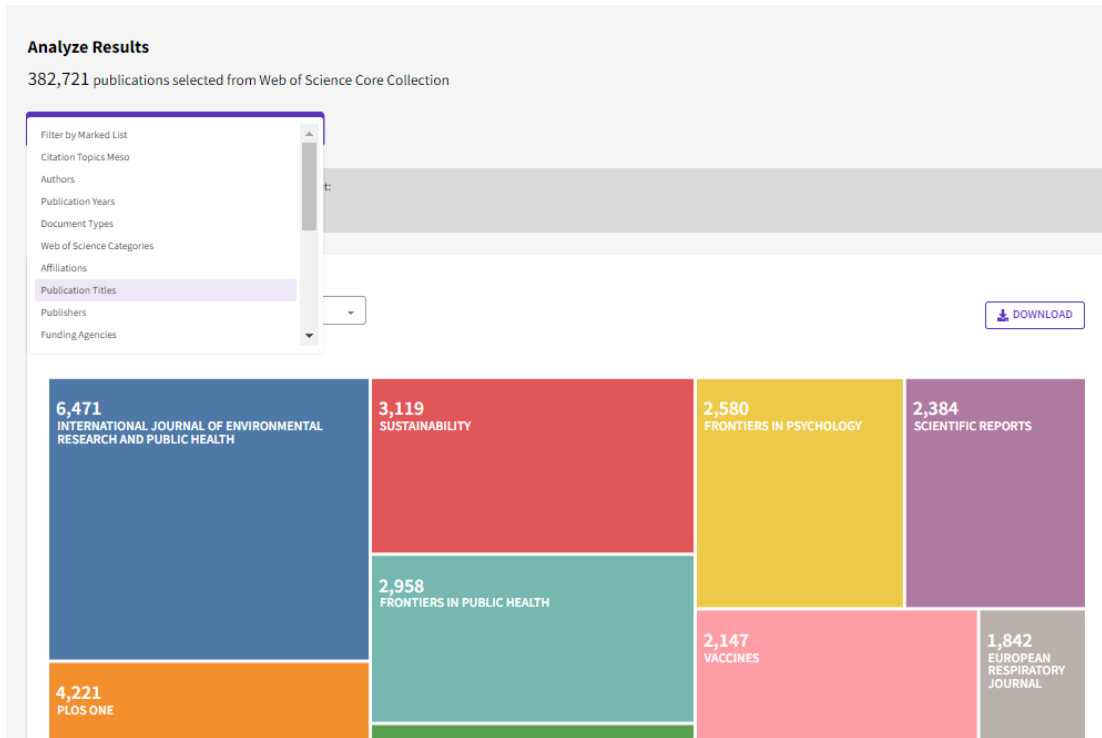 Analyze Results
382,721 publications selected from Web of Science Core Collection
Filter by Marked List
Citation Topics Meso
Authors
Publication Years
Document Types
Web of Science Categories
Affiliations
Publication Titles
Publishers
Funding Agencies
t:
DOWNLOAD
6,471
INTERNATIONAL JOURNAL OF ENVIRONMENTAL
RESEARCH AND PUBLIC HEALTH
4,221
PLOS ONE
3,119
SUSTAINABILITY
2,958
FRONTIERS IN PUBLIC HEALTH
2,580
FRONTIERS IN PSYCHOLOGY
2,384
SCIENTIFIC REPORTS
2,147
VACCINES
1,842
EUROPEAN
RESPIRATORY
JOURNAL